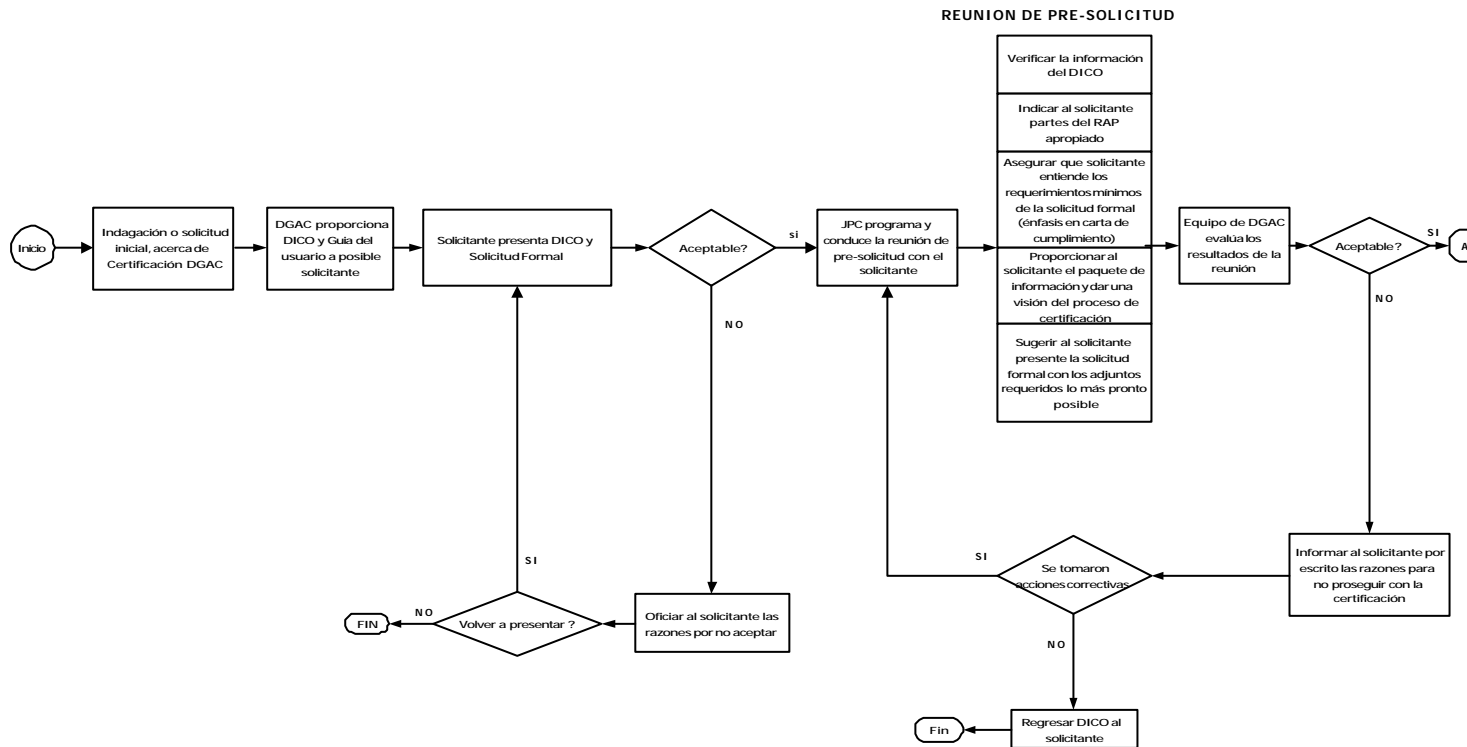 REUNION DE PRE-SOLICITUD
Verificar la información
del DICO
Indicar al solicitante
partes del RAP
apropiado
Asegurar que solicitante
entiende los
requerimientos mínimos
de la solicitud formal
(énfasis en carta de
cumplimiento)
Proporcionar al
solicitante el paquete de
información y dar una
visión del proceso de
certificación
Sugerir al solicitante
presente la solicitud
formal con los adjuntos
requeridos lo más pronto
posible
Inicio
Indagación o solicitud
inicial, acerca de
Certificación DGAC
DGAC proporciona
DICO y Guía del
usuario a posible
solicitante
Solicitante presenta DICO y
Solicitud Formal
Aceptable?
si
JPC programa y
conduce la reunión de
pre-solicitud con el
solicitante
Equipo de DGAC
evalúa los
resultados de la
reunión
Aceptable?
SI
A
NO
NO
SI
Volver a presentar ?
NO
FIN
Oficiar al solicitante las
razones por no aceptar
SI
Se tomaron
acciones correctivas
Informar al solicitante por
escrito las razones para
no proseguir con la
certificación
NO
Regresar DICO al
solicitante
Fin